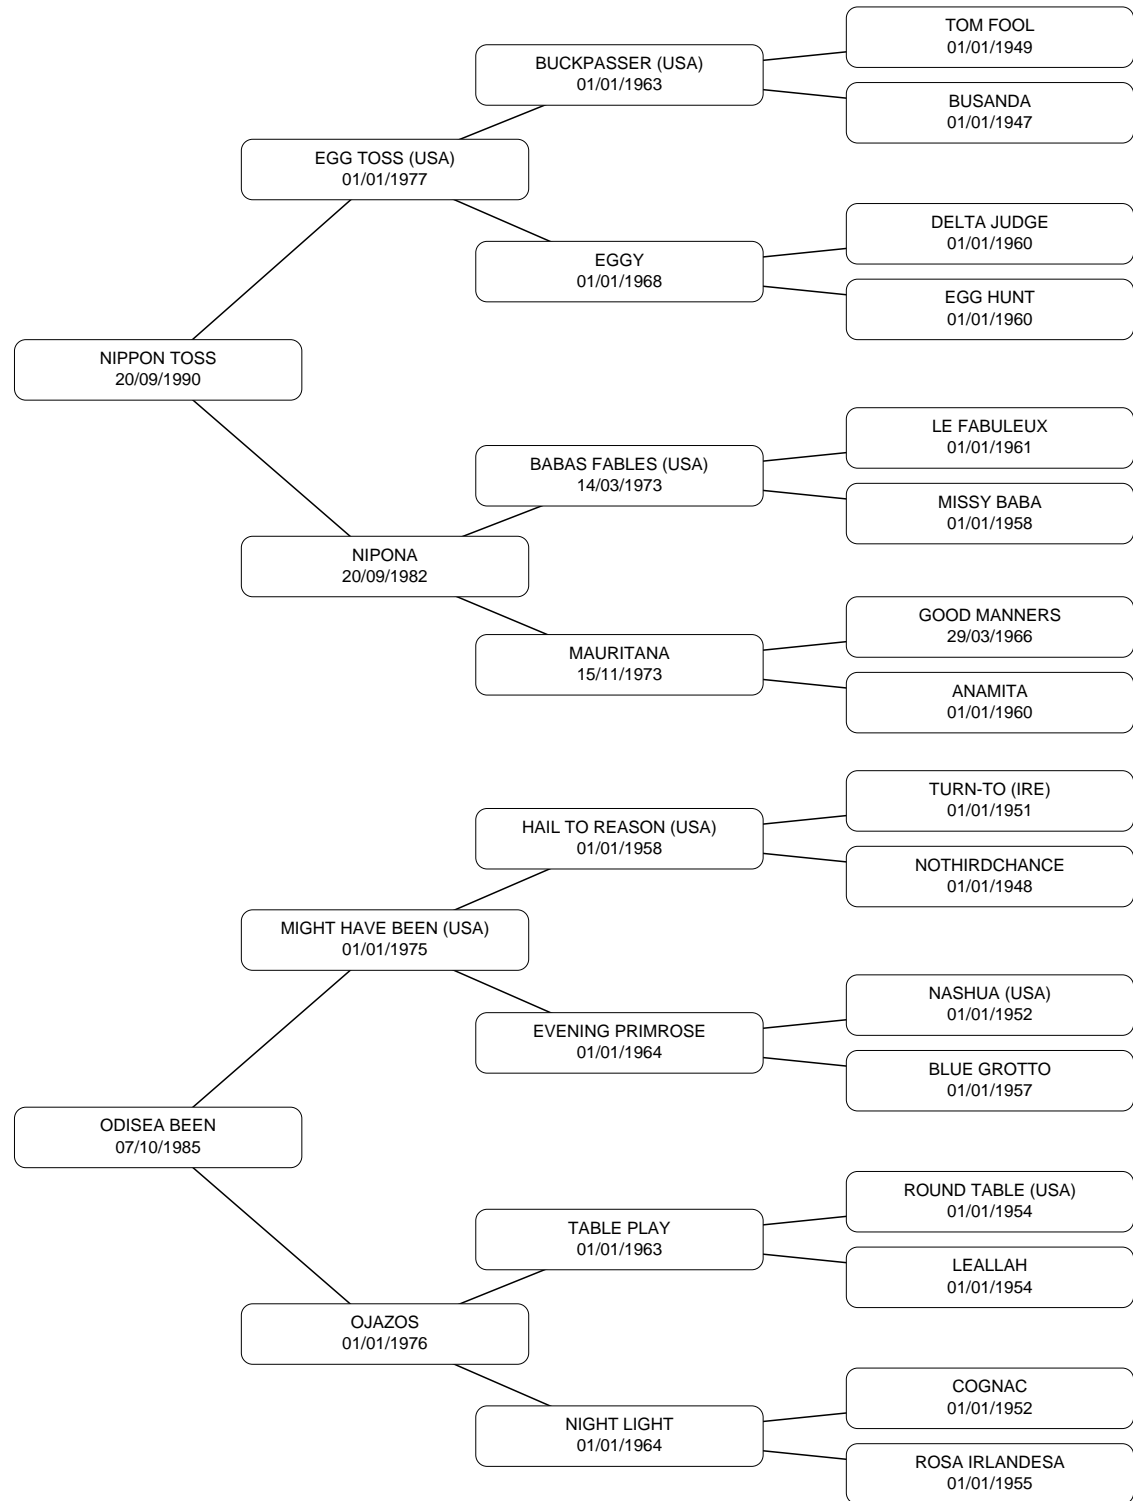 TOM FOOL
01/01/1949
BUCKPASSER (USA)
01/01/1963
BUSANDA
01/01/1947
EGG TOSS (USA)
01/01/1977
DELTA JUDGE
01/01/1960
EGGY
01/01/1968
EGG HUNT
01/01/1960
NIPPON TOSS
20/09/1990
LE FABULEUX
01/01/1961
BABAS FABLES (USA)
14/03/1973
MISSY BABA
01/01/1958
NIPONA
20/09/1982
GOOD MANNERS
29/03/1966
MAURITANA
15/11/1973
ANAMITA
01/01/1960
TURN-TO (IRE)
01/01/1951
HAIL TO REASON (USA)
01/01/1958
NOTHIRDCHANCE
01/01/1948
MIGHT HAVE BEEN (USA)
01/01/1975
NASHUA (USA)
01/01/1952
EVENING PRIMROSE
01/01/1964
BLUE GROTTO
01/01/1957
ODISEA BEEN
07/10/1985
ROUND TABLE (USA)
01/01/1954
TABLE PLAY
01/01/1963
LEALLAH
01/01/1954
OJAZOS
01/01/1976
COGNAC
01/01/1952
NIGHT LIGHT
01/01/1964
ROSA IRLANDESA
01/01/1955